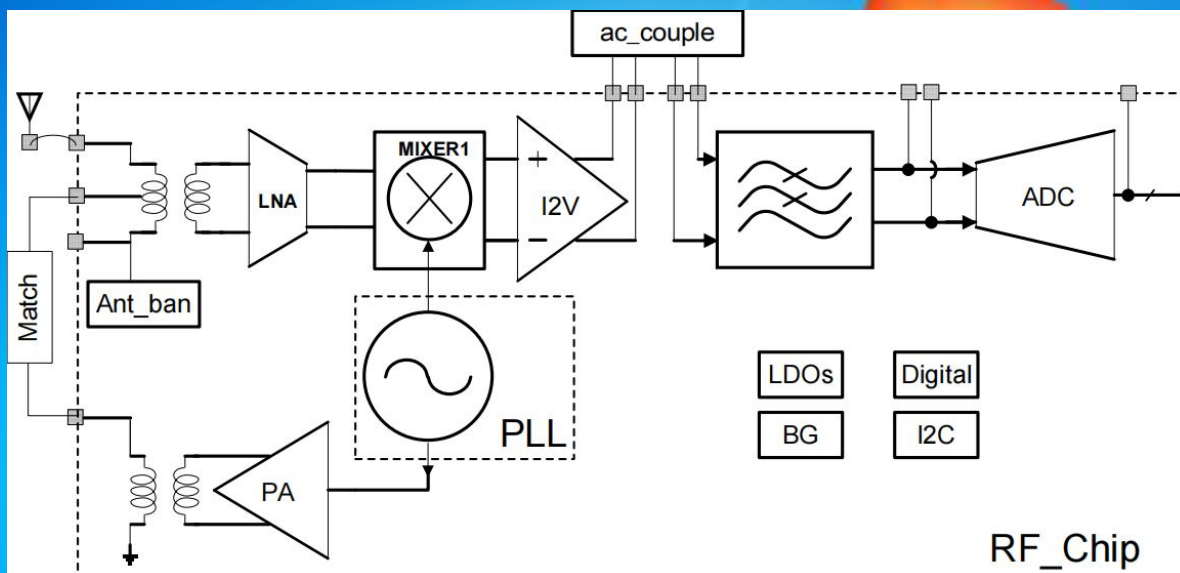 ac_couple
MIXER1
LNA
I2V
ADC
Ant_ban
Match
PLL
PA
LDOs
Digital
BG
I2C
RF_Chip